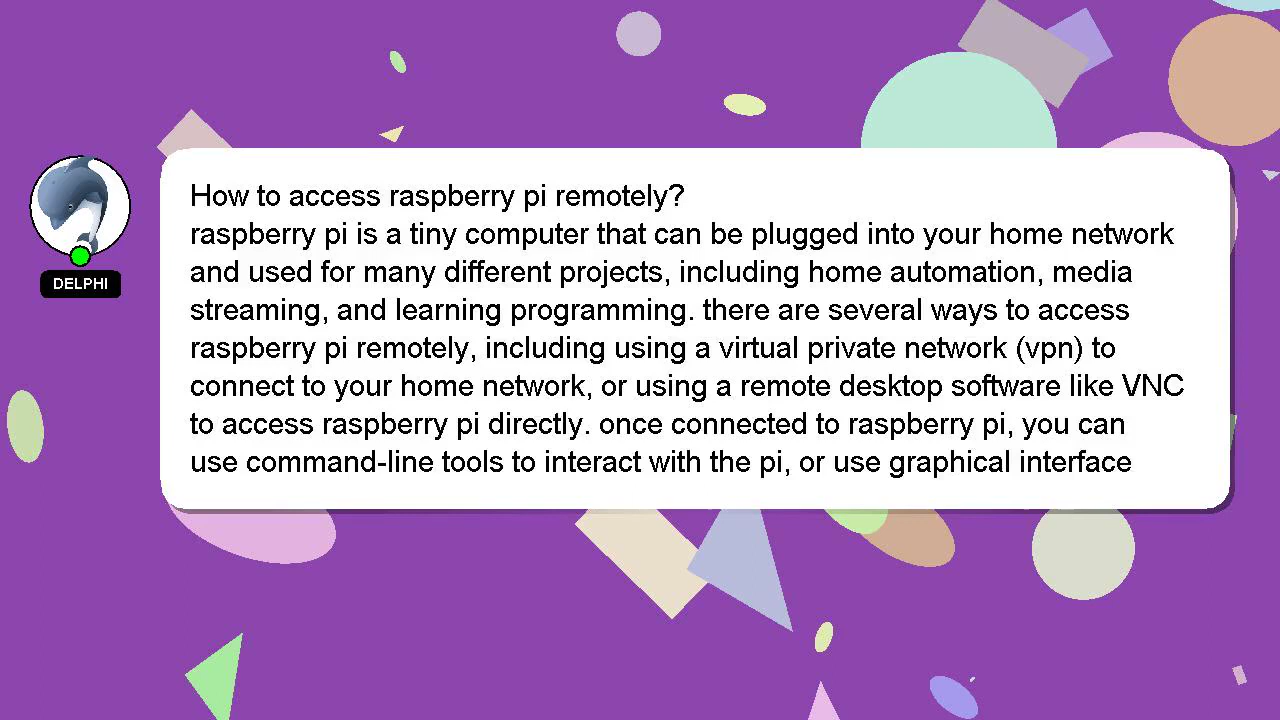 DELPHI
How to access raspberry pi remotely?
raspberry pi is a tiny computer that can be plugged into your home network
and used for many different projects, including home automation, media
streaming, and learning programming. there are several ways to access
raspberry pi remotely, including using a virtual private network (vpn) to
connect to your home network, or using a remote desktop software like VNC
to access raspberry pi directly. once connected to raspberry pi, you can
use command-line tools to interact with the pi, or use graphical interface